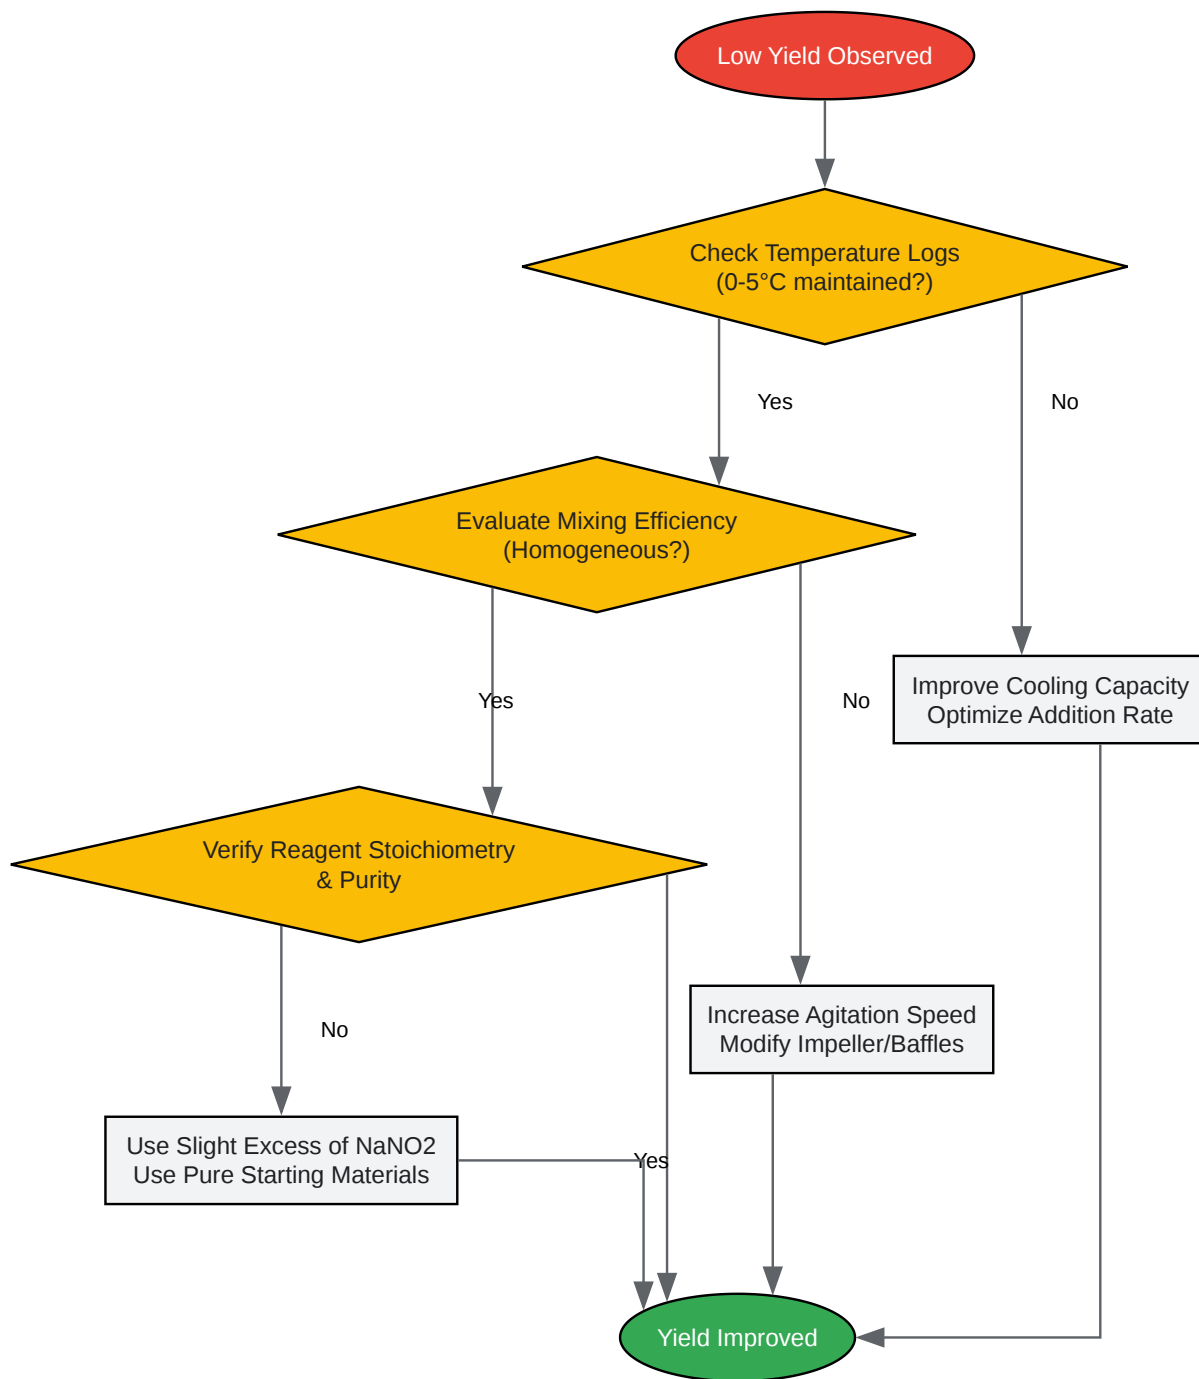 Low Yield Observed
Check Temperature Logs
(0-5°C maintained?)
Yes
No
Evaluate Mixing Efficiency
(Homogeneous?)
Yes
No
Improve Cooling Capacity
Optimize Addition Rate
Verify Reagent Stoichiometry
& Purity
No
Increase Agitation Speed
Modify Impeller/Baffles
Use Slight Excess of NaNO2
Use Pure Starting Materials
Yes
Yield Improved